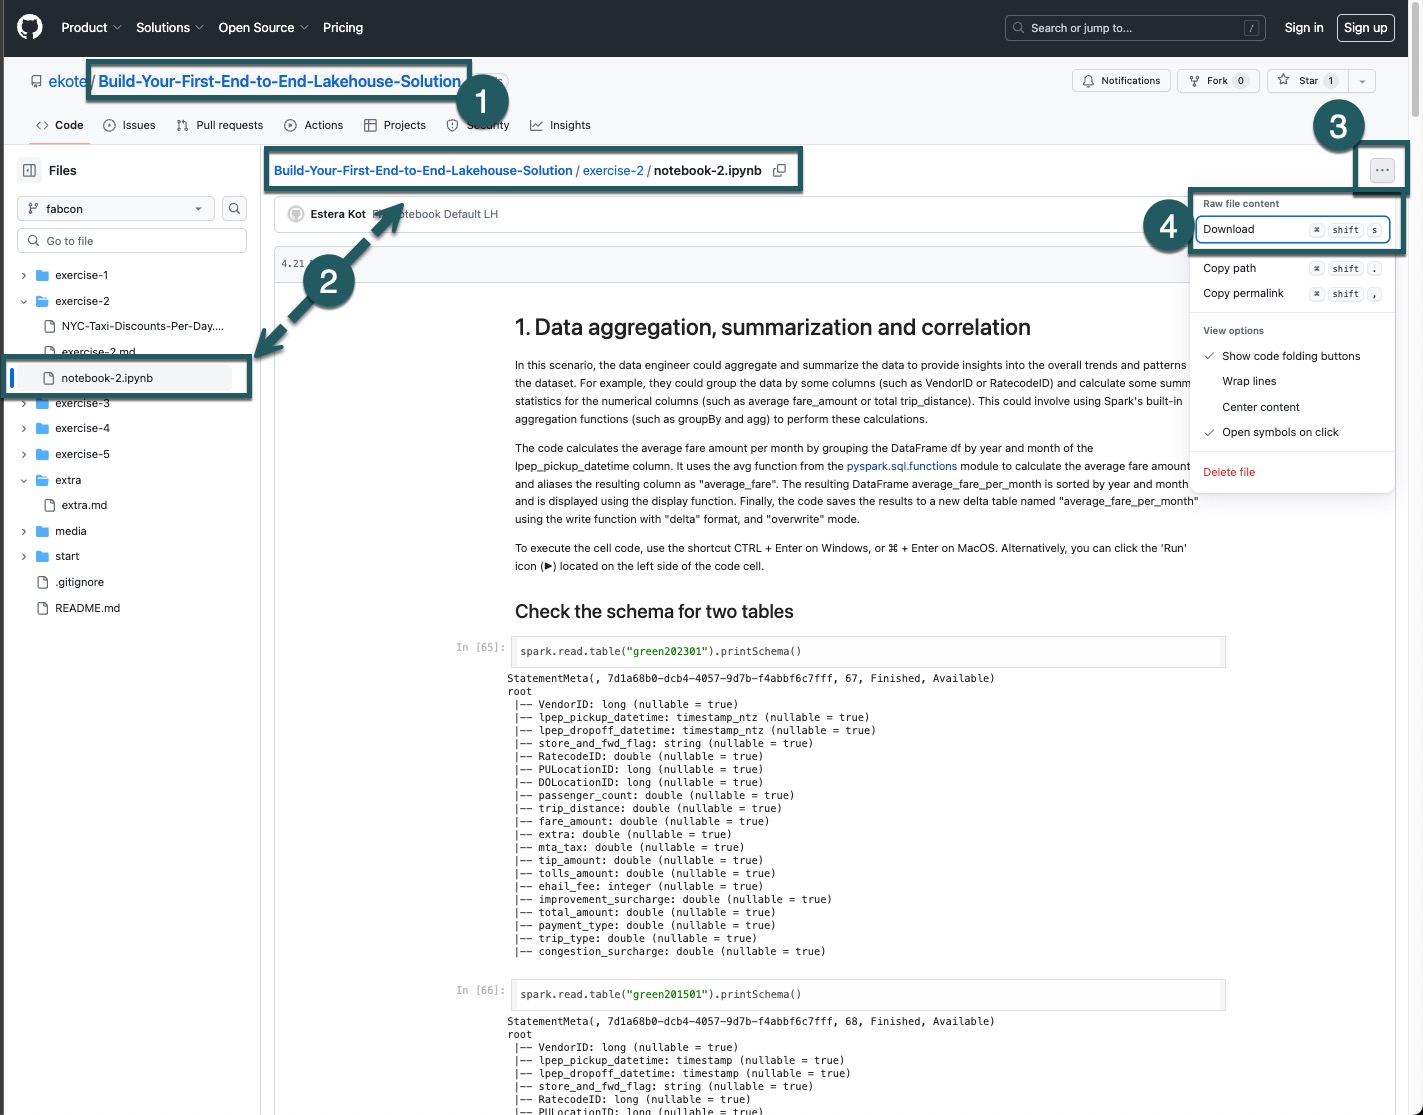 Product Solutions Open Source Pricing Search or jump to... / Sign in Sign up
ekote/Build-Your-First-End-to-End-Lakehouse-Solution
1
Notifications Fork 0 Star 1
Code Issues Pull requests Actions Projects Security Insights
3
Files
Build-Your-First-End-to-End-Lakehouse-Solution / exercise-2 / notebook-2.ipynb
...
fabcon
Go to file
exercise-1
exercise-2
NYC-Taxi-Discounts-Per-Day....
exercise-2.md
notebook-2.ipynb
exercise-3
exercise-4
exercise-5
extra
extra.md
media
start
.gitignore
README.md
2
Estera Kot Notebook Default LH
4.21
4
Raw file content
Download ⌘ shift s
Copy path ⌘ shift .
Copy permalink ⌘ shift ,
View options
Show code folding buttons
Wrap lines
Center content
Open symbols on click
Delete file
1. Data aggregation, summarization and correlation
In this scenario, the data engineer could aggregate and summarize the data to provide insights into the overall trends and patterns
the dataset. For example, they could group the data by some columns (such as VendorID or RatecodeID) and calculate some summ
statistics for the numerical columns (such as average fare_amount or total trip_distance). This could involve using Spark's built-in
aggregation functions (such as groupBy and agg) to perform these calculations.
The code calculates the average fare amount per month by grouping the DataFrame df by year and month of the
lpep_pickup_datetime column. It uses the avg function from the pyspark.sql.functions module to calculate the average fare amount
and aliases the resulting column as "average_fare". The resulting DataFrame average_fare_per_month is sorted by year and month
and is displayed using the display function. Finally, the code saves the results to a new delta table named "average_fare_per_month"
using the write function with "delta" format, and "overwrite" mode.
To execute the cell code, use the shortcut CTRL + Enter on Windows, or ⌘ + Enter on MacOS. Alternatively, you can click the 'Run'
icon (▶) located on the left side of the code cell.
Check the schema for two tables
In [65]: spark.read.table("green202301").printSchema()
StatementMeta(, 7d1a68b0-dcb4-4057-9d7b-f4abbf6c7fff, 67, Finished, Available)
root
|-- VendorID: long (nullable = true)
|-- lpep_pickup_datetime: timestamp_ntz (nullable = true)
|-- lpep_dropoff_datetime: timestamp_ntz (nullable = true)
|-- store_and_fwd_flag: string (nullable = true)
|-- RatecodeID: double (nullable = true)
|-- PULocationID: long (nullable = true)
|-- DOLocationID: long (nullable = true)
|-- passenger_count: double (nullable = true)
|-- trip_distance: double (nullable = true)
|-- fare_amount: double (nullable = true)
|-- extra: double (nullable = true)
|-- mta_tax: double (nullable = true)
|-- tip_amount: double (nullable = true)
|-- tolls_amount: double (nullable = true)
|-- ehail_fee: integer (nullable = true)
|-- improvement_surcharge: double (nullable = true)
|-- total_amount: double (nullable = true)
|-- payment_type: double (nullable = true)
|-- trip_type: double (nullable = true)
|-- congestion_surcharge: double (nullable = true)
In [66]: spark.read.table("green201501").printSchema()
StatementMeta(, 7d1a68b0-dcb4-4057-9d7b-f4abbf6c7fff, 68, Finished, Available)
root
|-- VendorID: long (nullable = true)
|-- lpep_pickup_datetime: timestamp (nullable = true)
|-- lpep_dropoff_datetime: timestamp (nullable = true)
|-- store_and_fwd_flag: string (nullable = true)
|-- RatecodeID: long (nullable = true)
|-- PULocationID: long (nullable = true)